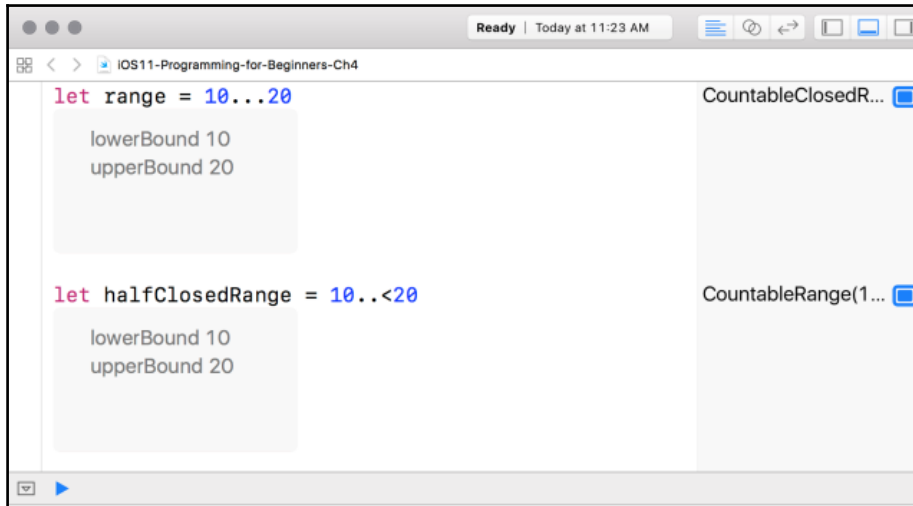 Ready | Today at 11:23 AM
iOS11-Programming-for-Beginners-Ch4
let range = 10...20
CountableClosedR...
lowerBound 10
upperBound 20
let halfClosedRange = 10..<20
CountableRange(1...
lowerBound 10
upperBound 20